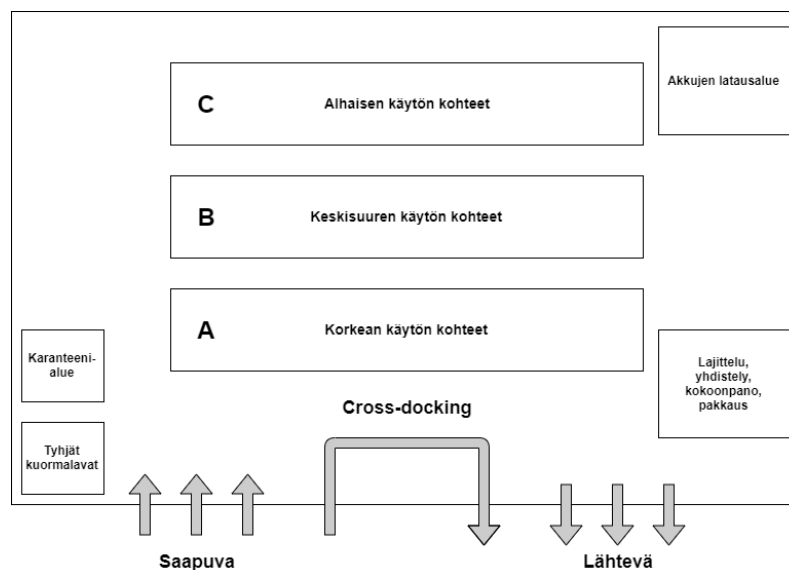 Akkujen latausalue
C
Alhaisen käytön kohteet
B
Keskisuuren käytön kohteet
A
Korkean käytön kohteet
Karanteeni-
alue
Lajittelu,
yhdistely,
kokoonpano,
pakkaus
Cross-docking
Tyhjät
kuormalavat
Saapuva
Lähtevä